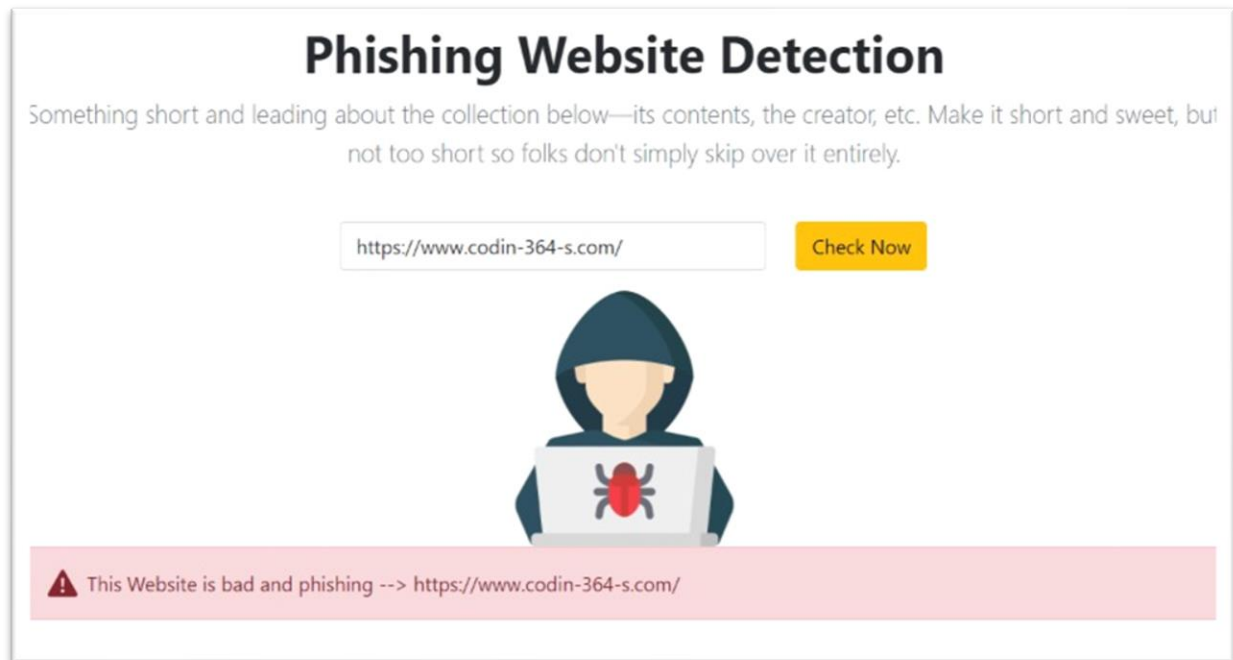 Phishing Website Detection
Something short and leading about the collection below—its contents, the creator, etc. Make it short and sweet, but
not too short so folks don't simply skip over it entirely.
https://www.codin-364-s.com/
Check Now
This Website is bad and phishing --> https://www.codin-364-s.com/